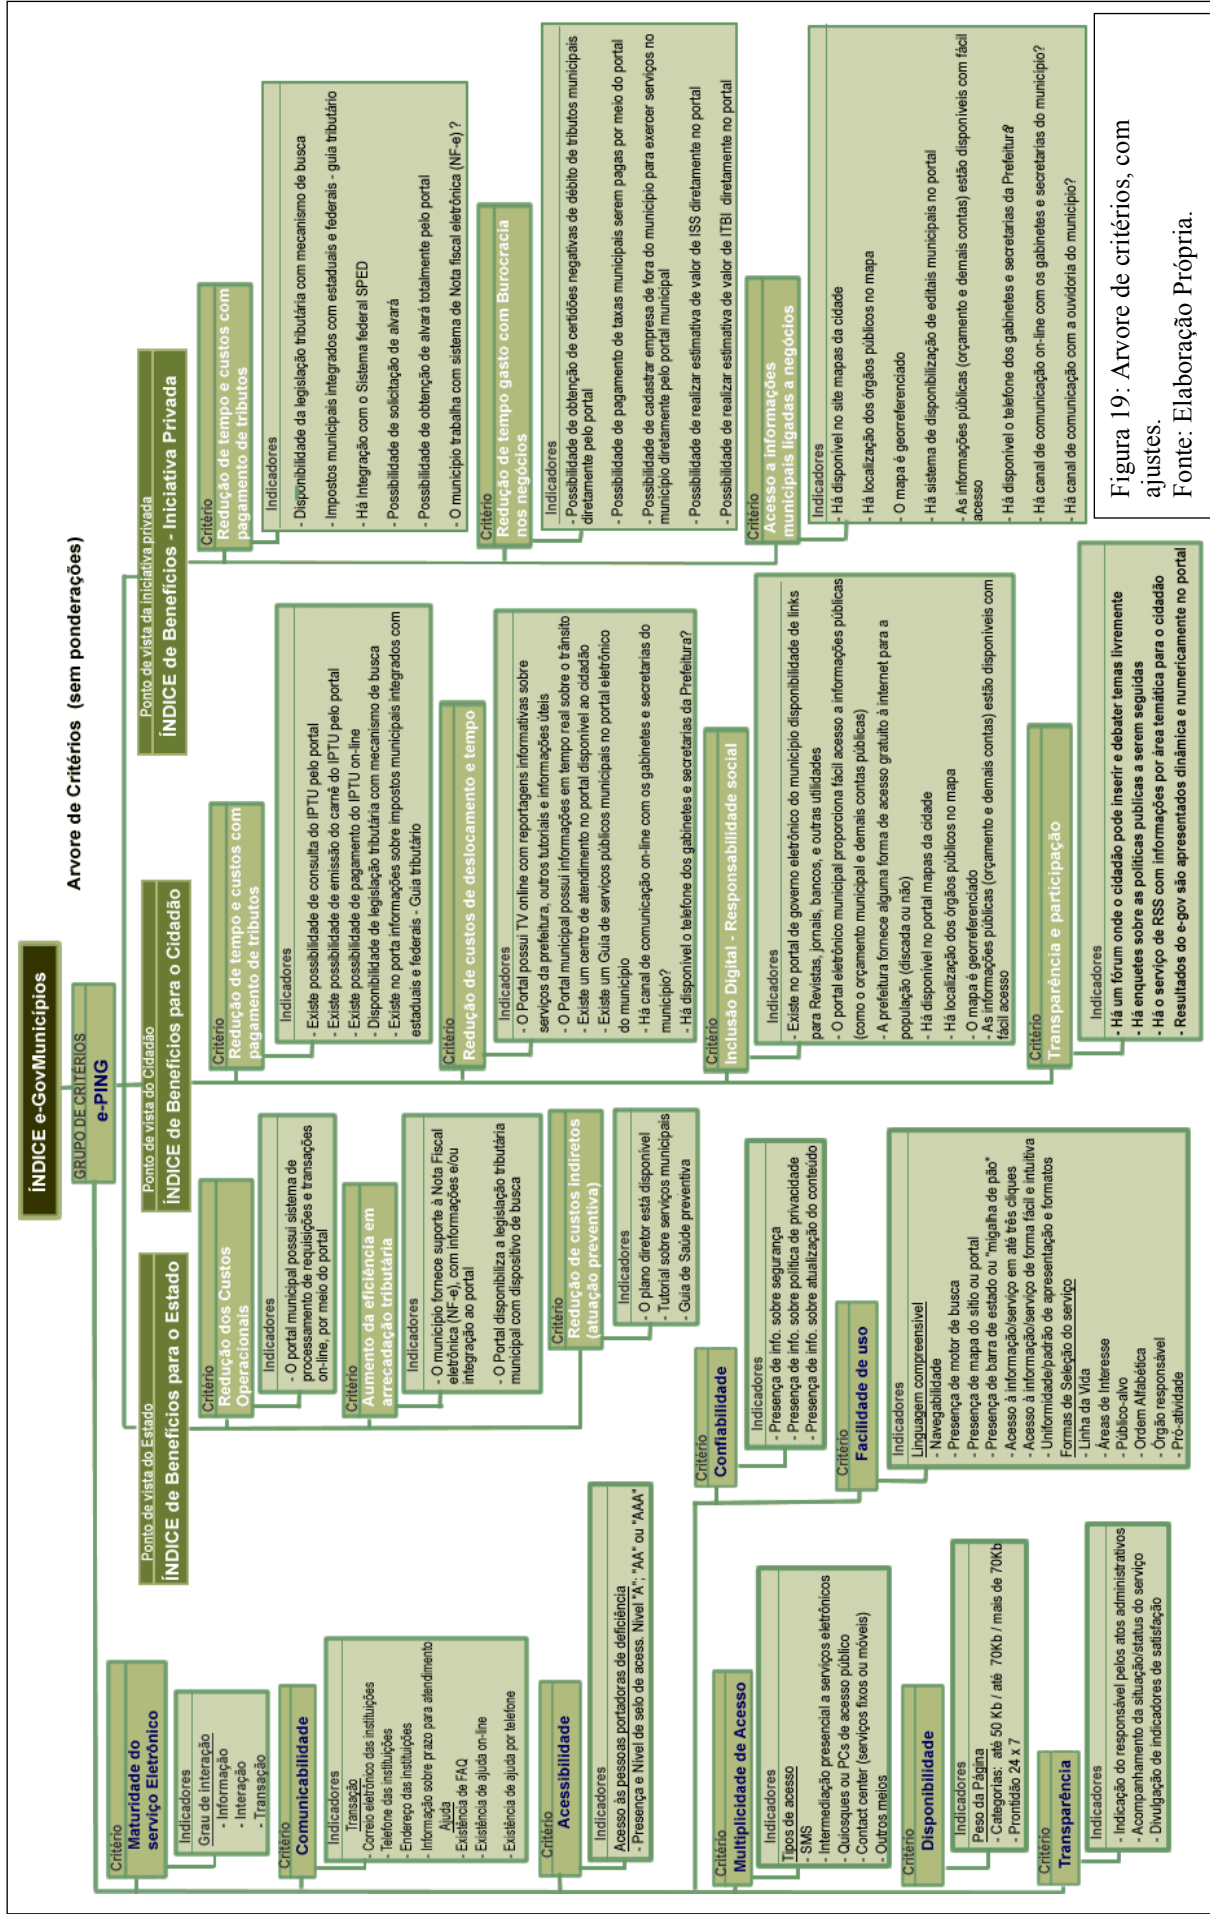 Arvore de Critérios (sem ponderações)
ÍNDICE e-GovMunicípios
GRUPO DE CRITÉRIOS
e-PING
Critério
Maturidade do
serviço Eletrônico
Indicadores
Grau de interação
- Informação
- Interação
- Transação
Critério
Comunicabilidade
Indicadores
Transação
- Correio eletrônico das instituições
- Telefone das instituições
- Endereço das instituições
- Informação sobre prazo para atendimento
Ajuda
- Existência de FAQ
- Existência de ajuda on-line
- Existência de ajuda por telefone
Critério
Acessibilidade
Indicadores
Acesso às pessoas portadoras de deficiência
- Presença e Nível de selo de acess. Nivel "A"; "AA" ou "AAA"
Critério
Multiplicidade de Acesso
Indicadores
Tipos de acesso
- SMS
- Intermediação presencial a serviços eletrônicos
- Quiosques ou PCs de acesso público
- Contact center (serviços fixos ou móveis)
- Outros meios
Critério
Disponibilidade
Indicadores
Peso da Página
- Categorias: até 50 Kb / até 70Kb / mais de 70Kb
- Prontidão 24 x 7
Critério
Transparência
Indicadores
- Indicação do responsável pelos atos administrativos
- Acompanhamento da situação/status do serviço
- Divulgação de indicadores de satisfação
Critério
Confiabilidade
Indicadores
- Presença de info. sobre segurança
- Presença de info. sobre política de privacidade
- Presença de info. sobre atualização do conteúdo
Critério
Facilidade de uso
Indicadores
Linguagem compreensível
- Navegabilidade
- Presença de motor de busca
- Presença de mapa do sítio ou portal
- Presença de barra de estado ou "migalha de pão"
- Acesso à informação/serviço em até três cliques
- Acesso à informação/serviço de forma fácil e intuitiva
- Uniformidade/padrão de apresentação e formatos
Formas de Seleção do serviço
- Linha da Vida
- Áreas de Interesse
- Público-alvo
- Ordem Alfabética
- Órgão responsável
- Pró-atividade
Ponto de vista do Estado
ÍNDICE de Benefícios para o Estado
Critério
Redução dos Custos
Operacionais
Indicadores
- O portal municipal possui sistema de
processamento de requisições e transações
on-line, por meio do portal
Critério
Aumento da eficiência em
arrecadação tributária
Indicadores
- O município fornece suporte à Nota Fiscal
eletrônica (NF-e), com informações e/ou
integração ao portal
- O Portal disponibiliza a legislação tributária
municipal com dispositivo de busca
Critério
Redução de custos indiretos
(atuação preventiva)
Indicadores
- O plano diretor está disponível
- Tutorial sobre serviços municipais
- Guia de Saúde preventiva
Ponto de vista do Cidadão
ÍNDICE de Benefícios para o Cidadão
Critério
Redução de tempo e custos com
pagamento de tributos
Indicadores
- Existe possibilidade de consulta do IPTU pelo portal
- Existe possibilidade de emissão do carnê do IPTU pelo portal
- Existe possibilidade de pagamento do IPTU on-line
- Disponibilidade de legislação tributária com mecanismo de busca
- Existe no porta informações sobre impostos municipais integrados com
estaduais e federais - Guia tributário
Critério
Redução de custos de deslocamento e tempo
Indicadores
- O Portal possui TV online com reportagens informativas sobre
serviços da prefeitura, outros tutoriais e informações úteis
- O Portal municipal possui informações em tempo real sobre o trânsito
- Existe um centro de atendimento no portal disponivel ao cidadão
- Existe um Guia de serviços públicos municipais no portal eletrônico
do município
- Há canal de comunicação on-line com os gabinetes e secretarias do
município?
- Há disponível o telefone dos gabinetes e secretarias da Prefeitura?
Critério
Inclusão Digital - Responsabilidade social
Indicadores
- Existe no portal de governo eletrônico do município disponibilidade de links
para Revistas, jornais, bancos, e outras utilidades
- O portal eletrônico municipal proporciona fácil acesso a informações públicas
(como o orçamento municipal e demais contas públicas)
- A prefeitura fornece alguma forma de acesso gratuito à internet para a
população (discada ou não)
- Há disponível no portal mapas da cidade
- Há localização dos órgãos públicos no mapa
- O mapa é georreferenciado
- As informações públicas (orçamento e demais contas) estão disponíveis com
fácil acesso
Critério
Transparência e participação
Indicadores
- Há um fórum onde o cidadão pode inserir e debater temas livremente
- Há enquetes sobre as políticas publicas a ser seguidas
- Há o serviço de RSS com informações por área temática para o cidadão
- Resultados do e-gov são apresentados dinâmica e numericamente no portal
Ponto de vista da iniciativa privada
ÍNDICE de Benefícios - Iniciativa Privada
Critério
Redução de tempo e custos com
pagamento de tributos
Indicadores
- Disponibilidade da legislação tributária com mecanismo de busca
- Impostos municipais integrados com estaduais e federais - guia tributário
- Há Integração com o Sistema federal SPED
- Possibilidade de solicitação de alvará
- Possibilidade de obtenção de alvará totalmente pelo portal
- O município trabalha com sistema de Nota fiscal eletrônica (NF-e) ?
Critério
Redução de tempo gasto com Burocracia
nos negócios
Indicadores
- Possibilidade de obtenção de certidões negativas de débito de tributos municipais
diretamente pelo portal
- Possibilidade de pagamento de taxas municipais serem pagas por meio do portal
- Possibilidade de cadastrar empresa de fora do município para exercer serviços no
município diretamente pelo portal municipal
- Possibilidade de realizar estimativa de valor de ISS diretamente no portal
- Possibilidade de realizar estimativa de valor de ITBI diretamente no portal
Critério
Acesso a informações
municipais ligadas a negócios
Indicadores
- Há disponível no site mapas da cidade
- Há localização dos órgãos públicos no mapa
- O mapa é georreferenciado
- Há sistema de disponibilização de editais municipais no portal
- As informações públicas (orçamento e demais contas) estão disponíveis com fácil
acesso
- Há disponível o telefone dos gabinetes e secretarias da Prefeitura?
- Há canal de comunicação on-line com os gabinetes e secretarias do município?
- Há canal de comunicação com a ouvidoria do município?
Figura 19: Arvore de critérios, com
ajustes.
Fonte: Elaboração Própria.